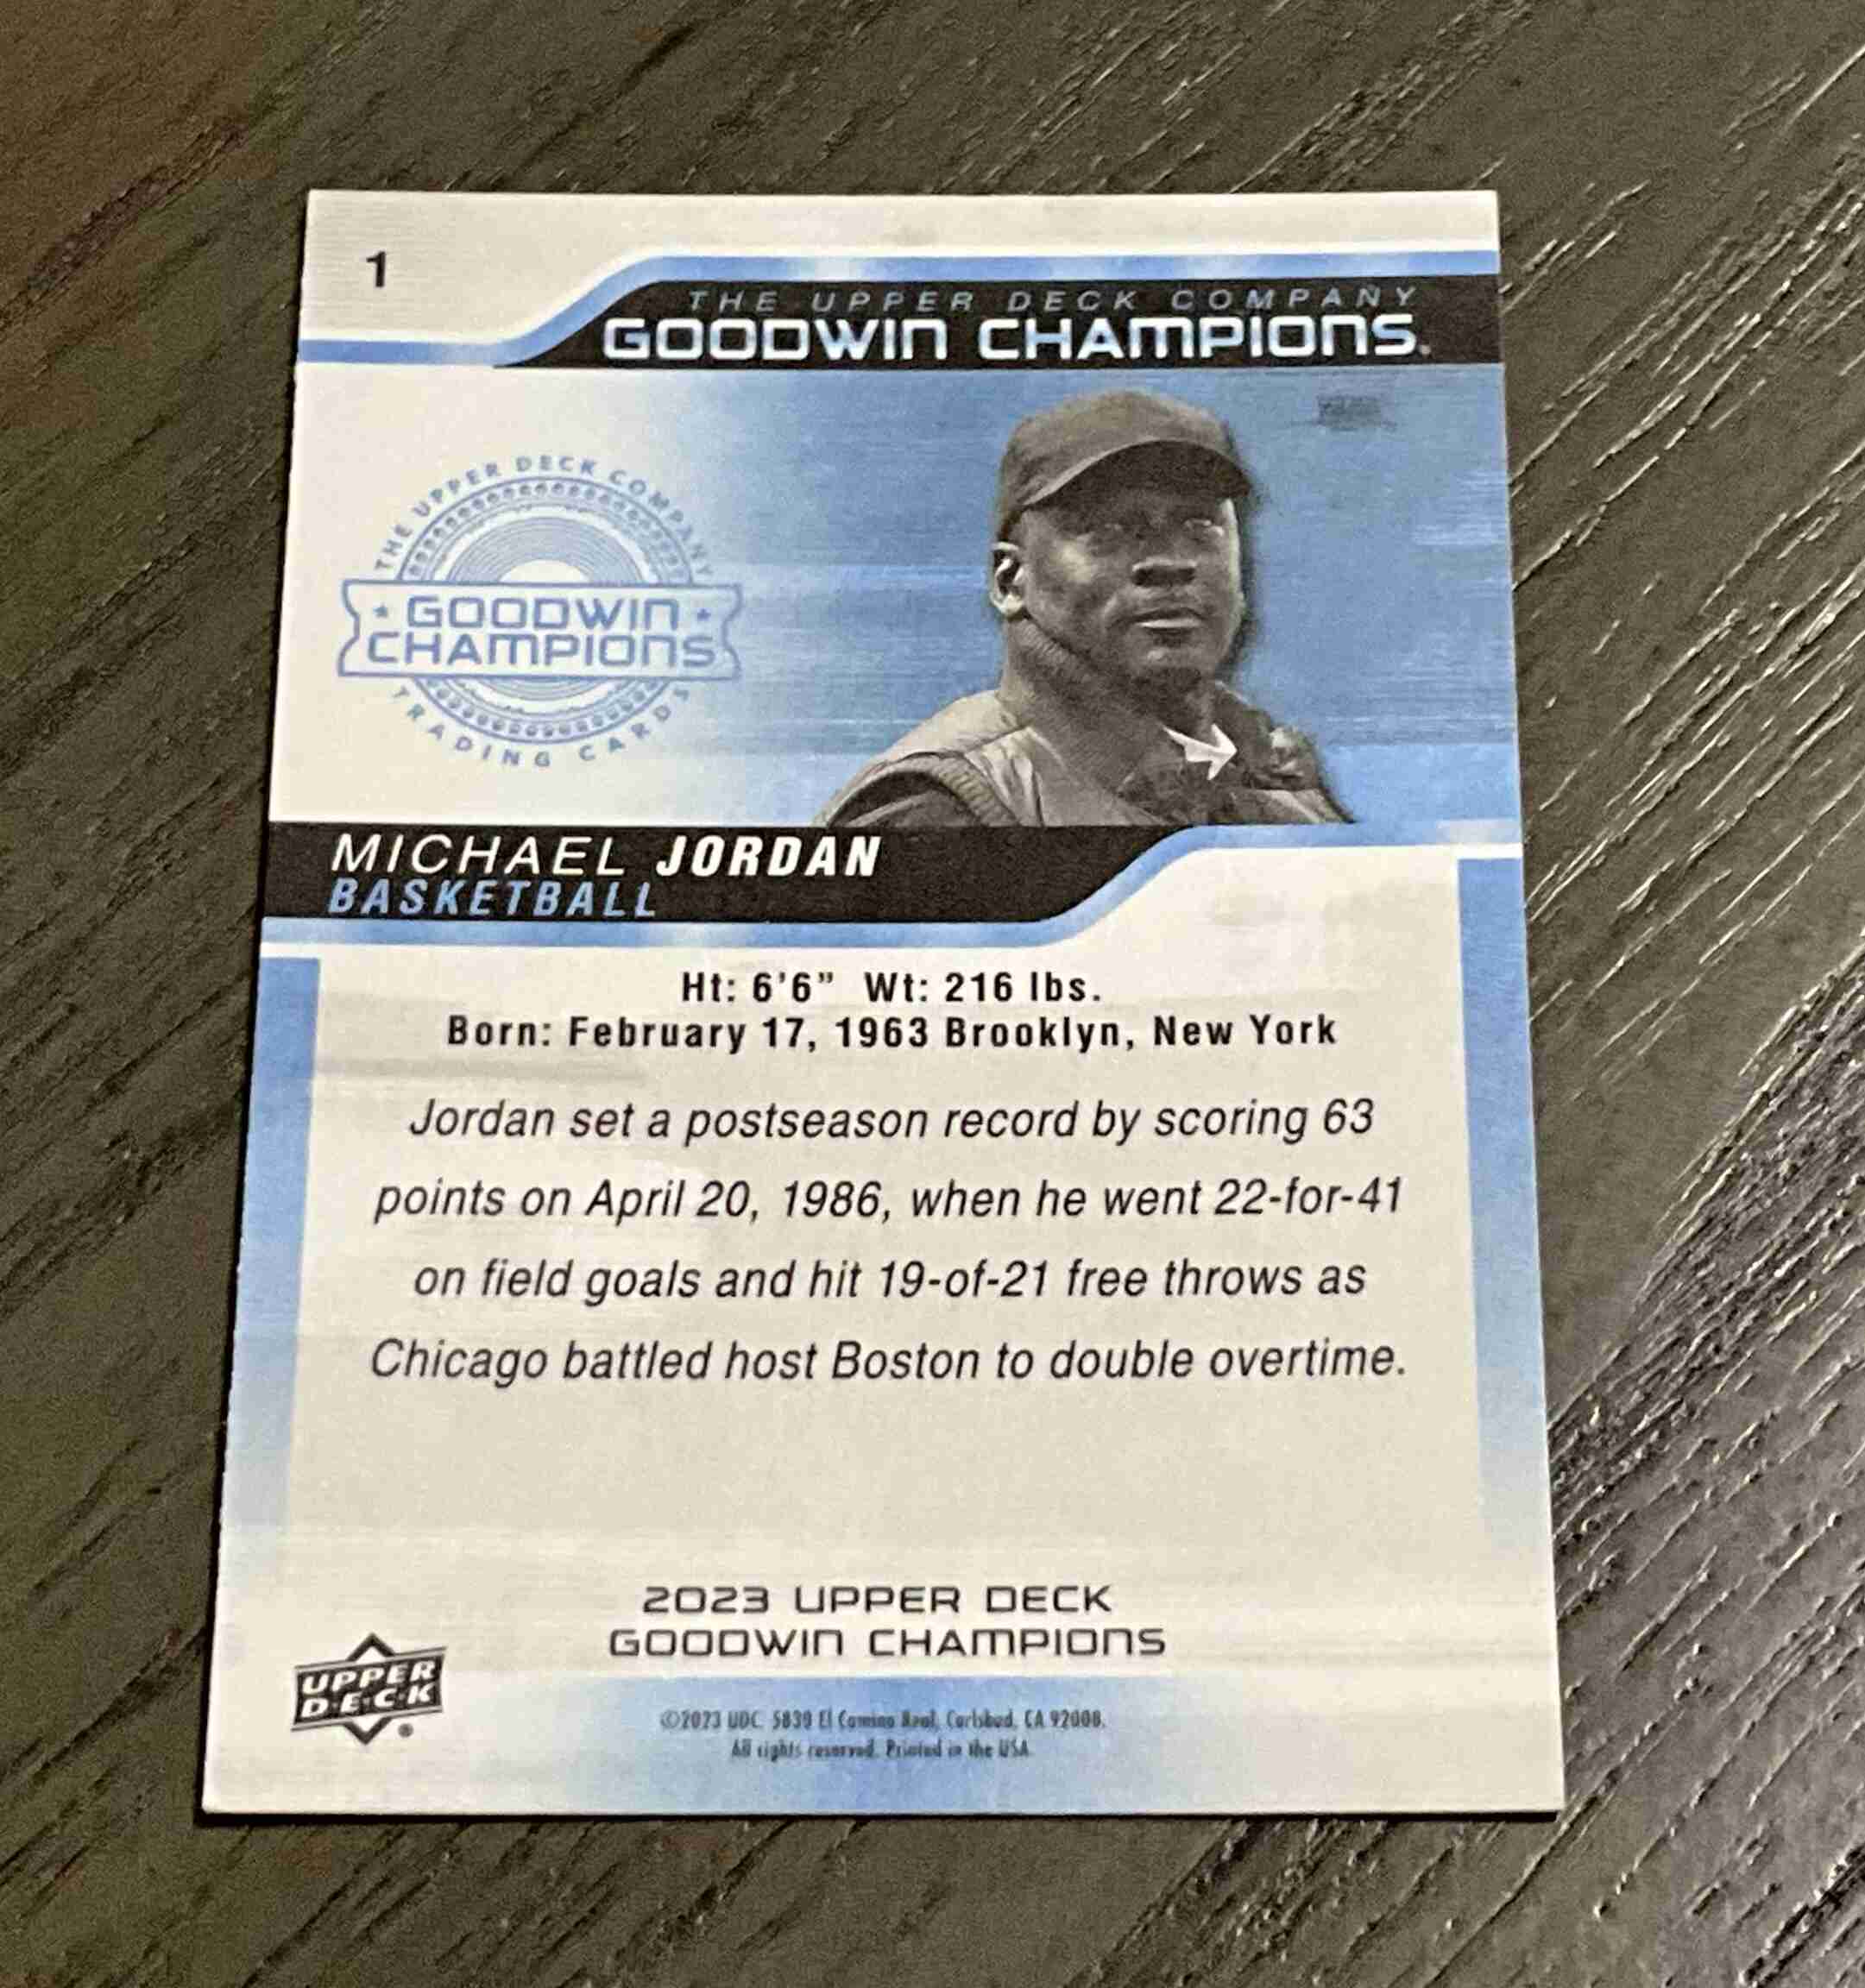 1
THE UPPER DECK COMPANY
GOODWIN CHAMPIONS.
THE UPPER DECK COMPANY
GOODWIN
CHAMPIONS
TRADING CARDS
MICHAEL JORDAN
BASKETBALL
Ht: 6'6” Wt: 216 lbs.
Born: February 17, 1963 Brooklyn, New York
Jordan set a postseason record by scoring 63
points on April 20, 1986, when he went 22-for-41
on field goals and hit 19-of-21 free throws as
Chicago battled host Boston to double overtime.
2023 UPPER DECK
GOODWIN CHAMPIONS
UPPER
DECK
©2023 UDC. 5830 El Camino Real, Carlsbad, CA 92008.
All rights reserved. Printed in the USA